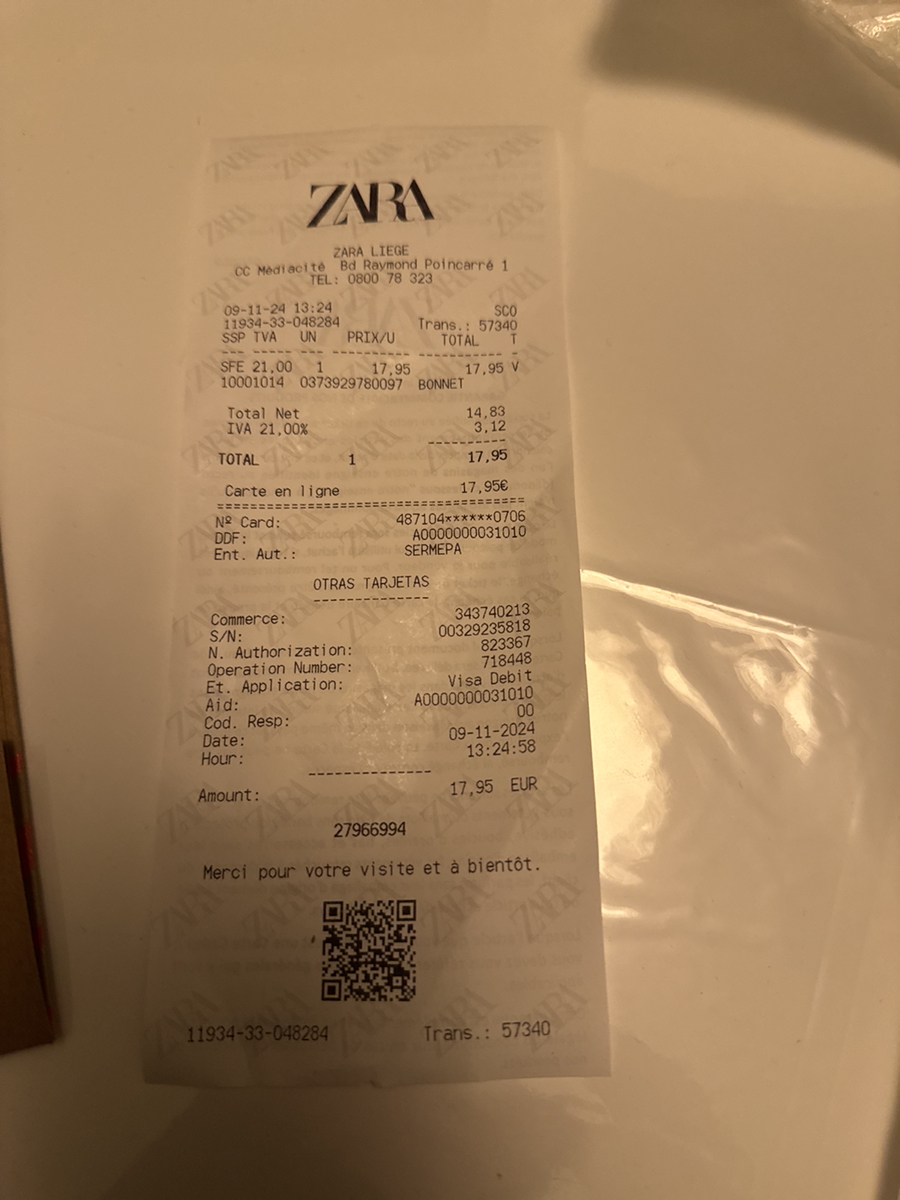 ZARA
ZARA LIEGE
CC Médiacité Bd Raymond Poincarré 1
TEL: 0800 78 323
09-11-24 13:24 SCO
11934-33-048284 Trans.: 57340
SSP TVA UN PRIX/U TOTAL T
--- --- --- ---------- ---------- -
SFE 21,00 1 17,95 17,95 V
10001014 0373929780097 BONNET
Total Net 14,83
IVA 21,00% 3,12
----------
TOTAL 1 17,95
Carte en ligne 17,95€
========================================
Nº Card: 487104******0706
DDF: A0000000031010
Ent. Aut.: SERMEPA
OTRAS TARJETAS
--------------
Commerce: 343740213
S/N: 00329235818
N. Authorization: 823367
Operation Number: 718448
Et. Application: Visa Debit
Aid: A0000000031010
Cod. Resp: 00
Date: 09-11-2024
Hour: 13:24:58
--------------
Amount: 17,95 EUR
27966994
Merci pour votre visite et à bientôt.
11934-33-048284 Trans.: 57340